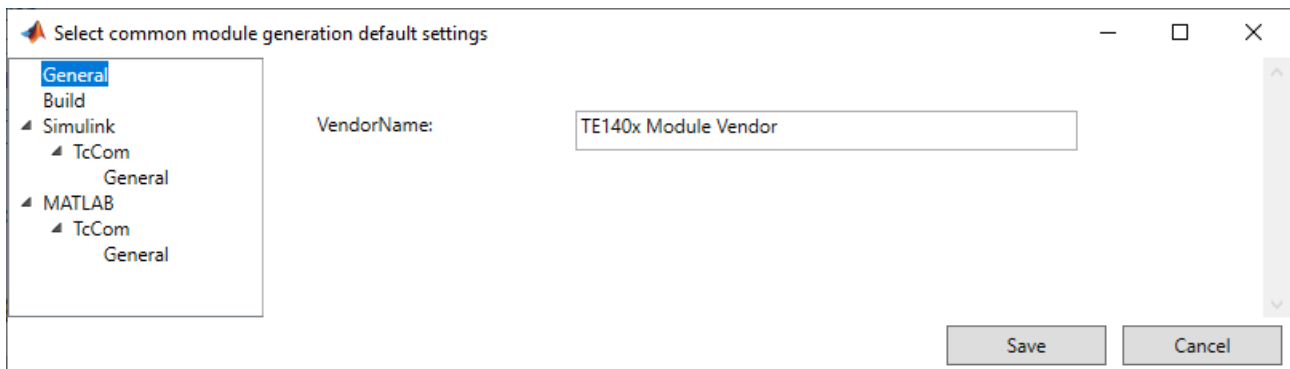 Select common module generation default settings
General
Build
Simulink
TcCom
General
MATLAB
TcCom
General
VendorName:
TE140x Module Vendor
Save
Cancel